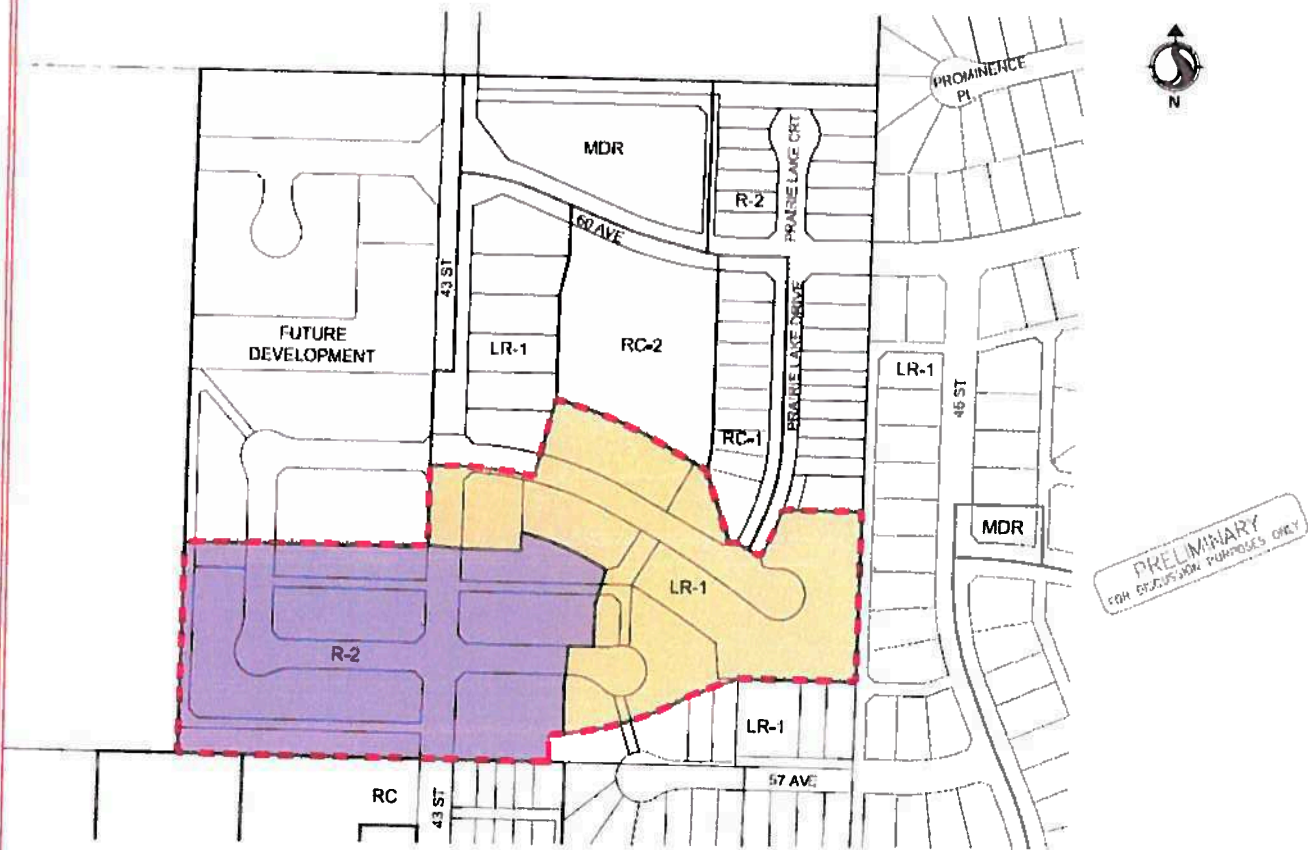 PROMINENCE
PL
N
MDR
PRAIRIE LAKE CRT
R-2
60 AVE
43 ST
PRAIRIE LAKE DRIVE
FUTURE
DEVELOPMENT
LR-1
RC-2
LR-1
45 ST
RC-1
MDR
PRELIMINARY
FOR DISCUSSION PURPOSES ONLY
LR-1
R-2
LR-1
57 AVE
RC
43 ST